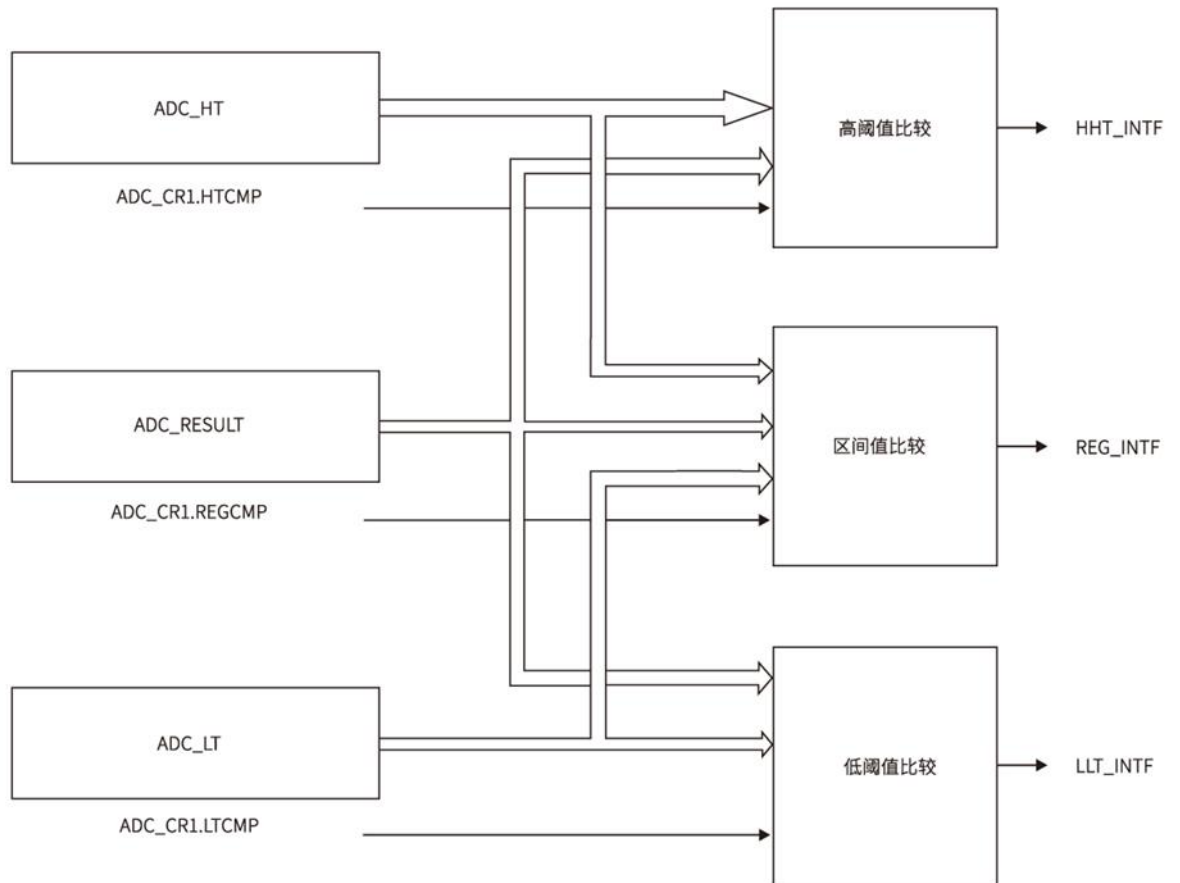 ADC_HT
高阈值比较
HHT_INTF
ADC_CR1.HTCMP
ADC_RESULT
区间值比较
REG_INTF
ADC_CR1.REGCMP
ADC_LT
低阈值比较
LLT_INTF
ADC_CR1.LTCMP